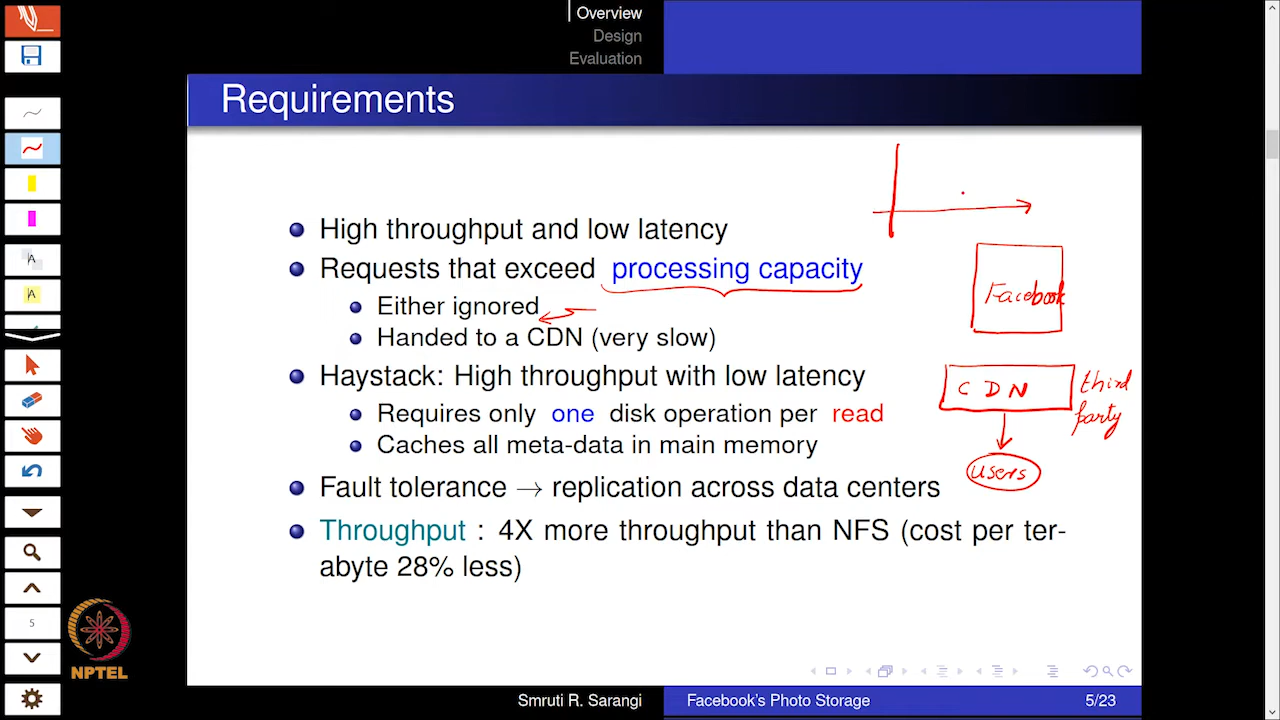 Overview
Design
Evaluation
Requirements
High throughput and low latency
Requests that exceed processing capacity
Either ignored
Handed to a CDN (very slow)
Haystack: High throughput with low latency
Requires only one disk operation per read
Caches all meta-data in main memory
Fault tolerance → replication across data centers
Throughput : 4X more throughput than NFS (cost per ter-
abyte 28% less)
Facebook
CDN
third
party
users
A
A
5
NPTEL
Smruti R. Sarangi
Facebook's Photo Storage
5/23